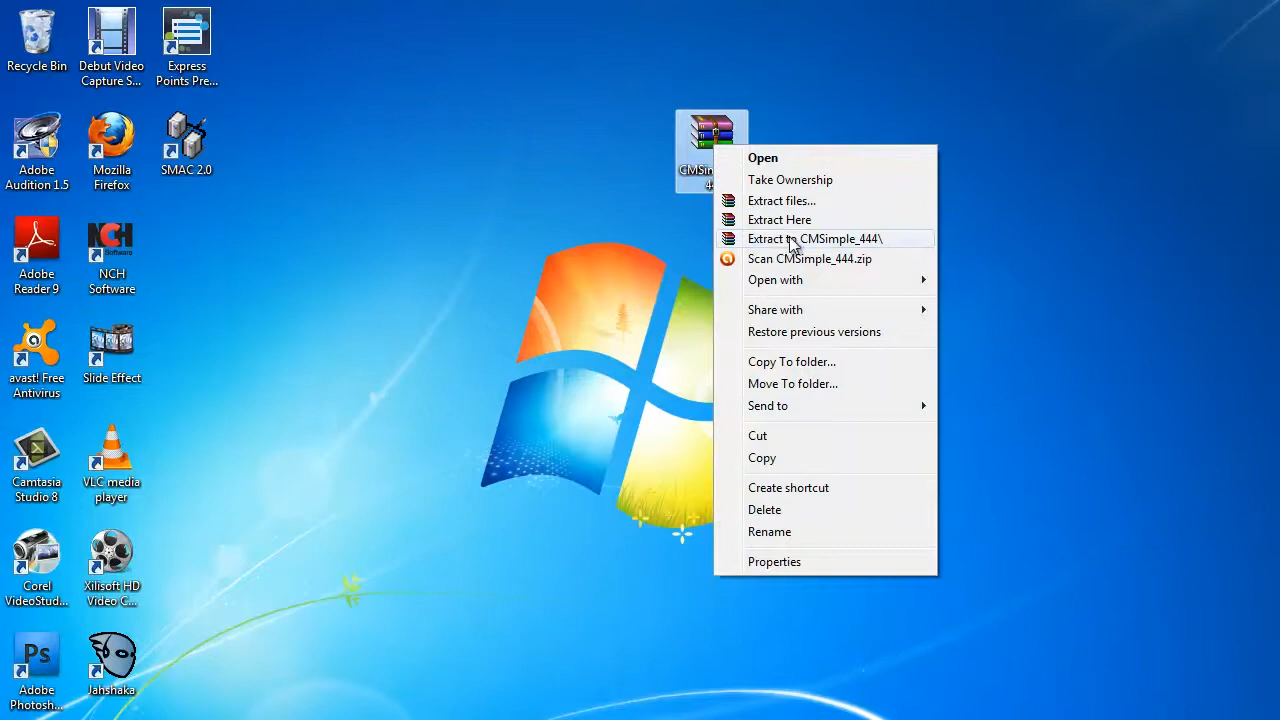 Recycle Bin
Debut Video
Capture S...
Express
Points Pre...
Adobe
Audition 1.5
Mozilla
Firefox
SMAC 2.0
Adobe
Reader 9
NCH
Software
NCH
Software
avast! Free
Antivirus
Slide Effect
Camtasia
Studio 8
VLC media
player
Corel
VideoStud...
Xilisoft HD
Video C...
Ps
Adobe
Photosh...
Jahshaka
Open
Take Ownership
Extract files...
Extract Here
Extract to CMSimple_444\
Scan CMSimple_444.zip
Open with
Share with
Restore previous versions
Copy To folder...
Move To folder...
Send to
Cut
Copy
Create shortcut
Delete
Rename
Properties